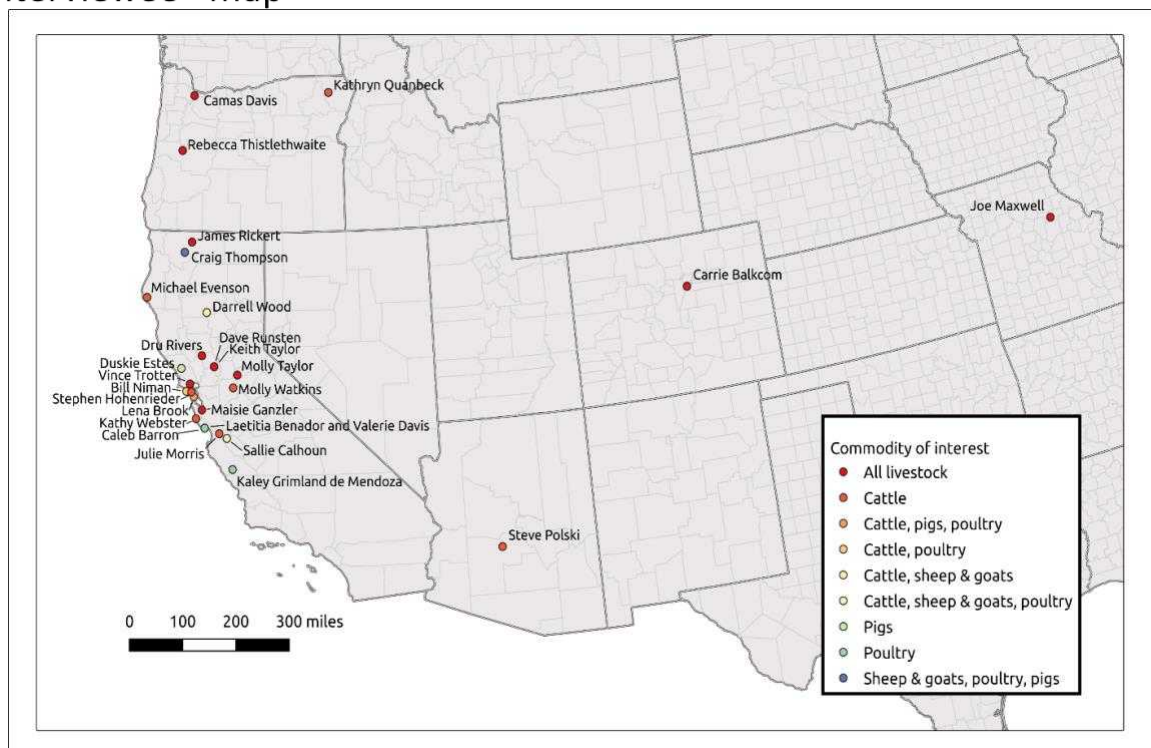 map
Kathryn Quanbeck
Camas Davis
Rebecca Thistlethwaite
Joe Maxwell
James Rickert
Craig Thompson
Carrie Balkcom
Michael Evenson
Darrell Wood
Dave Runsten
Dru Rivers
Keith Taylor
Duskie Estes
Molly Taylor
Vince Trotter
Bill Niman
Molly Watkins
Stephen Hohenrieder
Lena Brook
Maisie Ganzler
Kathy Webster
Laetitia Benador and Valerie Davis
Caleb Barron
Julie Morris
Sallie Calhoun
Kaley Grimland de Mendoza
Steve Polski
0 100 200 300 miles
Commodity of interest
All livestock
Cattle
Cattle, pigs, poultry
Cattle, poultry
Cattle, sheep & goats
Cattle, sheep & goats, poultry
Pigs
Poultry
Sheep & goats, poultry, pigs